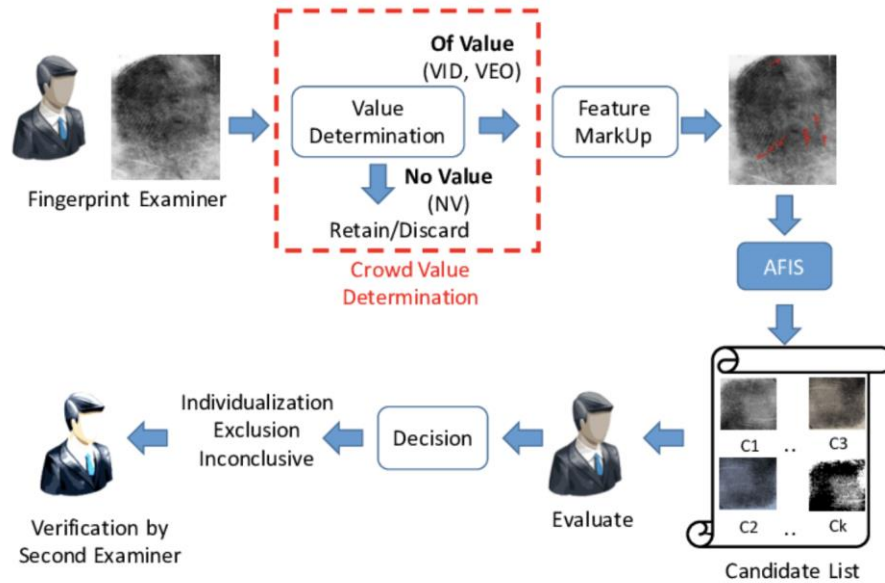 Of Value
(VID, VEO)
Value
Determination
Feature
MarkUp
Fingerprint Examiner
No Value
(NV)
Retain/Discard
Crowd Value
Determination
AFIS
C1 .. C3
C2 .. Ck
Candidate List
Evaluate
Decision
Individualization
Exclusion
Inconclusive
Verification by
Second Examiner